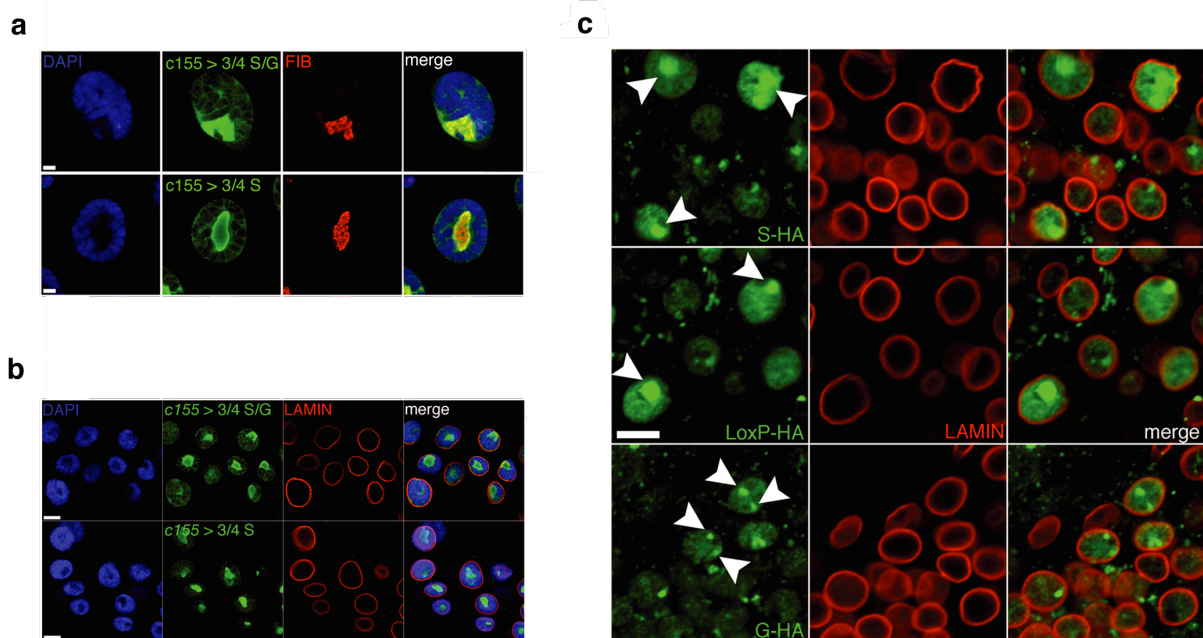 a
DAPI
c155 > 3/4 S/G
FIB
merge
c155 > 3/4 S
b
DAPI
c155 > 3/4 S/G
LAMIN
merge
c155 > 3/4 S
c
S-HA
LoxP-HA
LAMIN
merge
G-HA